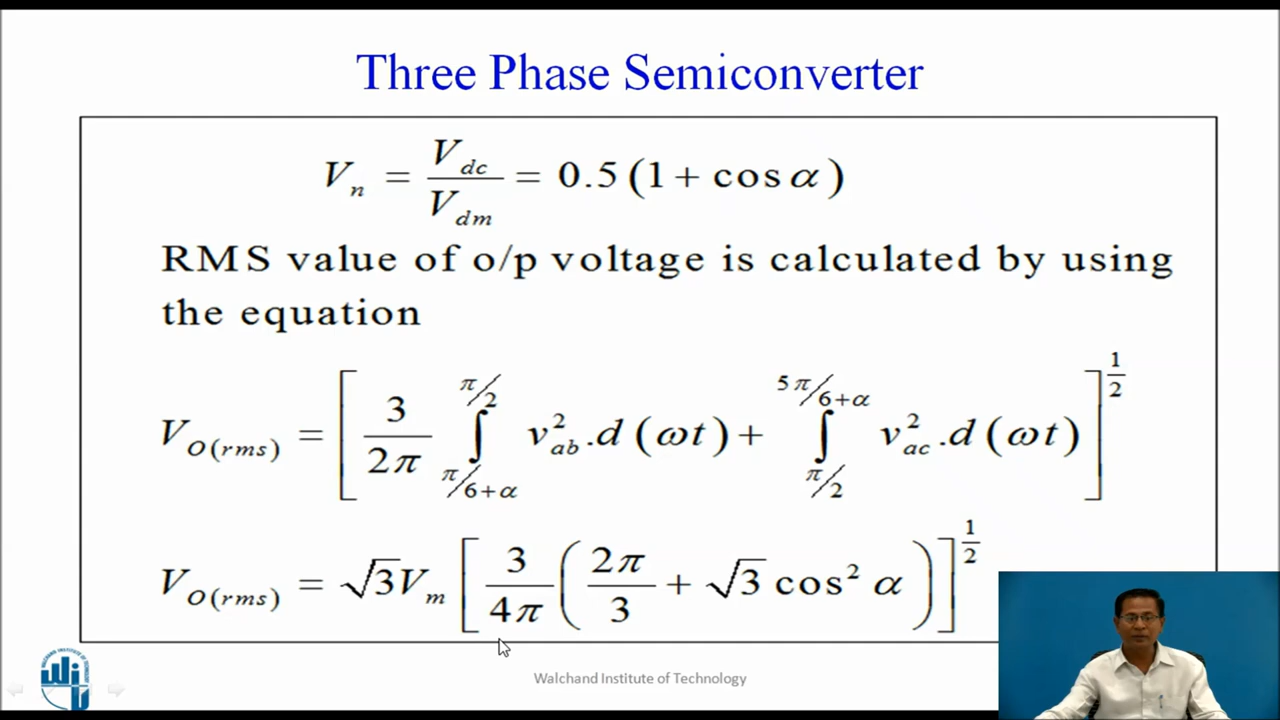 Three Phase Semiconverter
V_n = V_dc / V_dm = 0.5 (1 + cos α)
RMS value of o/p voltage is calculated by using
the equation
V_O(rms) = [ 3/2π ∫_{π/6+α}^{π/2} v²_ab . d (ωt) + ∫_{π/2}^{5π/6+α} v²_ac . d (ωt) ]^{1/2}
V_O(rms) = √3 V_m [ 3/4π ( 2π/3 + √3 cos² α ) ]^{1/2}
Walchand Institute of Technology